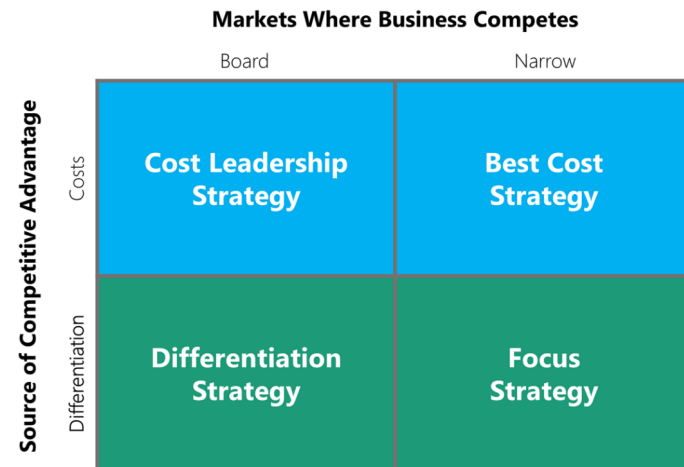 Markets Where Business Competes
Board
Narrow
Source of Competitive Advantage
Costs
Cost Leadership
Strategy
Best Cost
Strategy
Differentiation
Differentiation
Strategy
Focus
Strategy